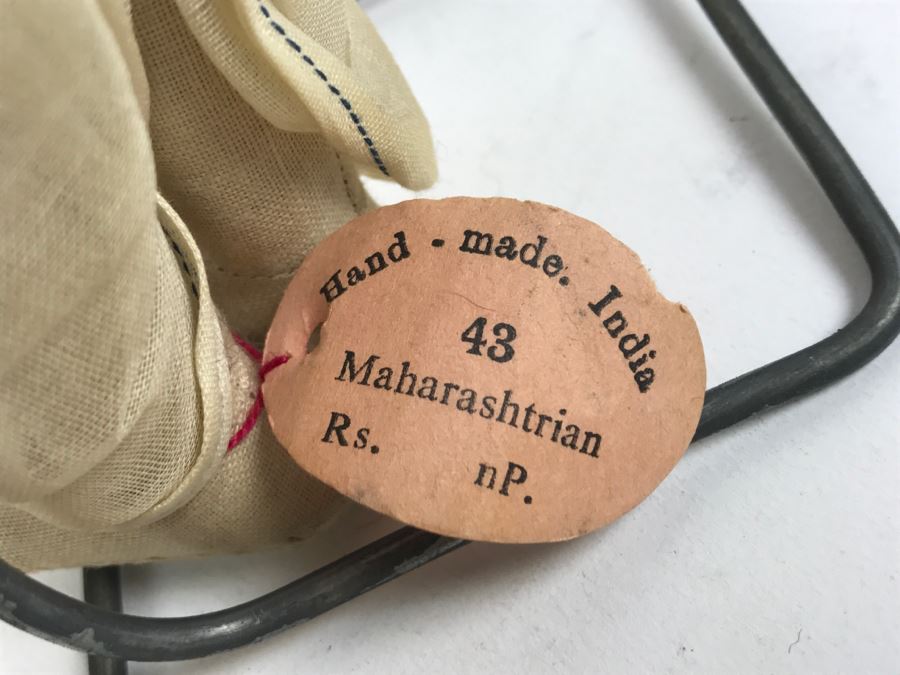 Hand - made. India
43
Maharashtrian
Rs. nP.